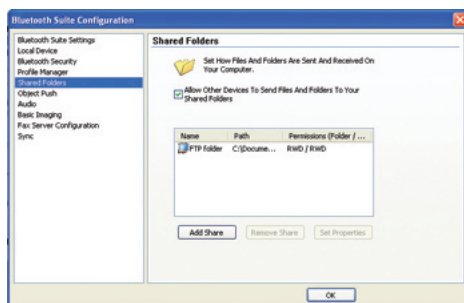 Bluetooth Suite Configuration
Bluetooth Suite Settings
Local Device
Bluetooth Security
Profile Manager
Shared Folders
Object Push
Audio
Basic Imaging
Fax Server Configuration
Sync
Shared Folders
Set How Files And Folders Are Sent And Received On
Your Computer.
Allow Other Devices To Send Files And Folders To Your
Shared Folders
Name Path Permissions (Folder / ...
FTP folder C:\Docume... RWD / RWD
Add Share Remove Share Set Properties
OK